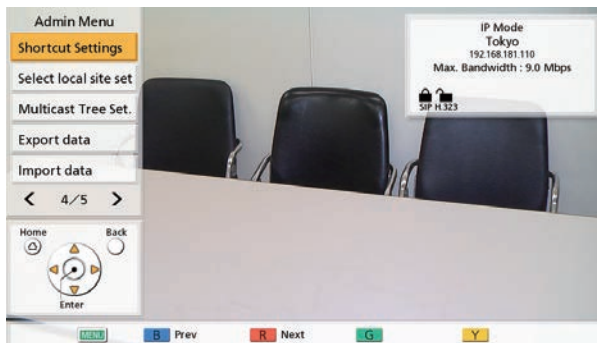 Admin Menu
Shortcut Settings
Select local site set
Multicast Tree Set.
Export data
Import data
4/5
Home
Back
Enter
IP Mode
Tokyo
192.168.181.110
Max. Bandwidth : 9.0 Mbps
SIP H.323
MENU
B Prev
R Next
G
Y